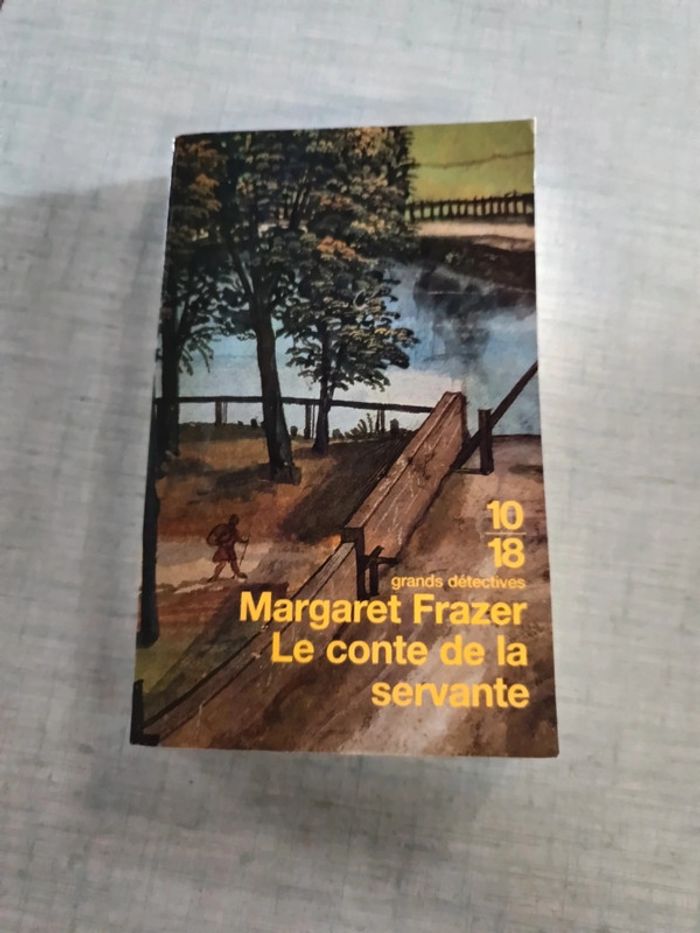 10
18
grands détectives
Margaret Frazer
Le conte de la
servante